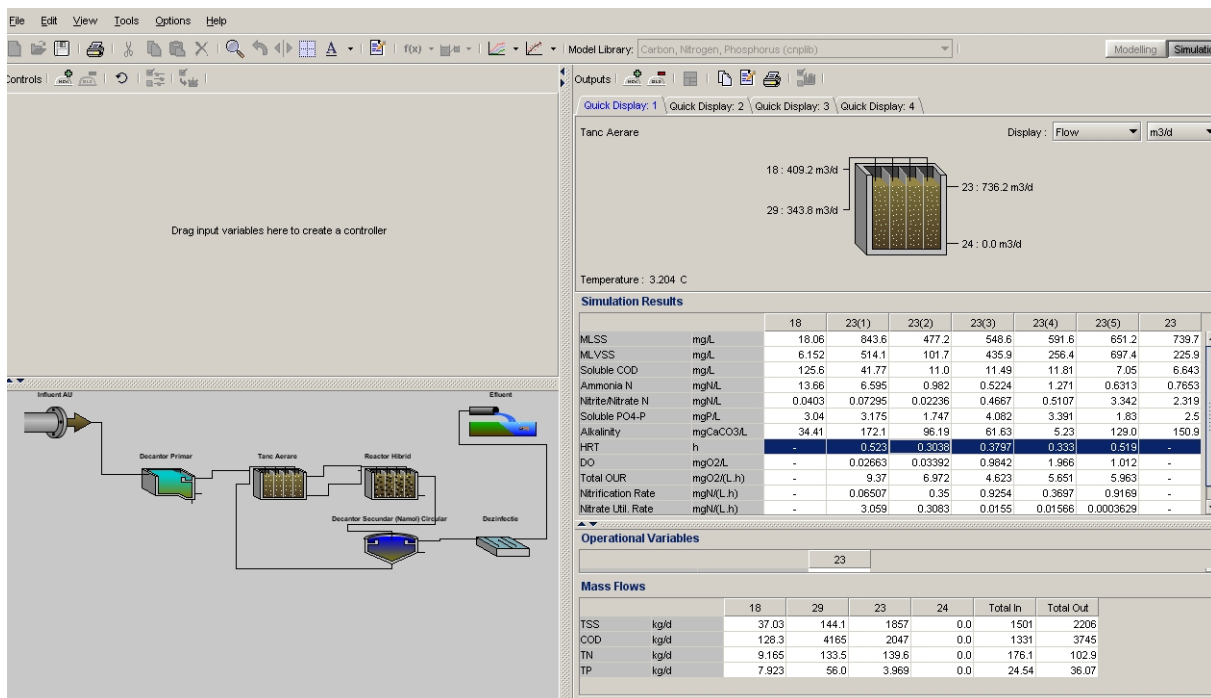 File Edit View Tools Options Help
f(x) Model Library: Carbon, Nitrogen, Phosphorus (cnplib) Modelling
Controls
Outputs
Quick Display: 1 Quick Display: 2 Quick Display: 3 Quick Display: 4
Tanc Aerare Display : Flow m3/d
18 : 409.2 m3/d
23 : 736.2 m3/d
29 : 343.8 m3/d
24 : 0.0 m3/d
Drag input variables here to create a controller
Temperature : 3.204 C
Simulation Results
18 23(1) 23(2) 23(3) 23(4) 23(5) 23
MLSS mg/L 18.06 843.6 477.2 548.6 591.6 651.2 739.7
MLVSS mg/L 6.152 514.1 101.7 435.9 256.4 697.4 225.9
Soluble COD mg/L 125.6 41.77 11.0 11.49 11.81 7.05 6.643
Ammonia N mgN/L 13.66 6.595 0.982 0.5224 1.271 0.6313 0.7653
Nitrite/Nitrate N mgN/L 0.0403 0.07295 0.02236 0.4667 0.5107 3.342 2.319
Soluble PO4-P mgP/L 3.04 3.175 1.747 4.082 3.391 1.83 2.5
Alkalinity mgCaCO3/L 34.41 172.1 96.19 61.63 5.23 129.0 150.9
HRT h - 0.523 0.3038 0.3797 0.333 0.519 -
DO mgO2/L - 0.02663 0.03392 0.9842 1.966 1.012 -
Total OUR mgO2/(L.h) - 9.37 6.972 4.623 5.651 5.963 -
Nitrification Rate mgN/(L.h) - 0.06507 0.35 0.9254 0.3697 0.9169 -
Nitrate Util. Rate mgN/(L.h) - 3.059 0.3083 0.0155 0.01566 0.0003629 -
Operational Variables
23
Mass Flows
18 29 23 24 Total In Total Out
TSS kg/d 37.03 144.1 1857 0.0 1501 2206
COD kg/d 128.3 4165 2047 0.0 1331 3745
TN kg/d 9.165 133.5 139.6 0.0 176.1 102.9
TP kg/d 7.923 56.0 3.969 0.0 24.54 36.07
Influent AU
Efluent
Decantor Primar
Tanc Aerare
Reactor Hibrid
Decantor Secundar (Namol) Circular
Dezinfectie